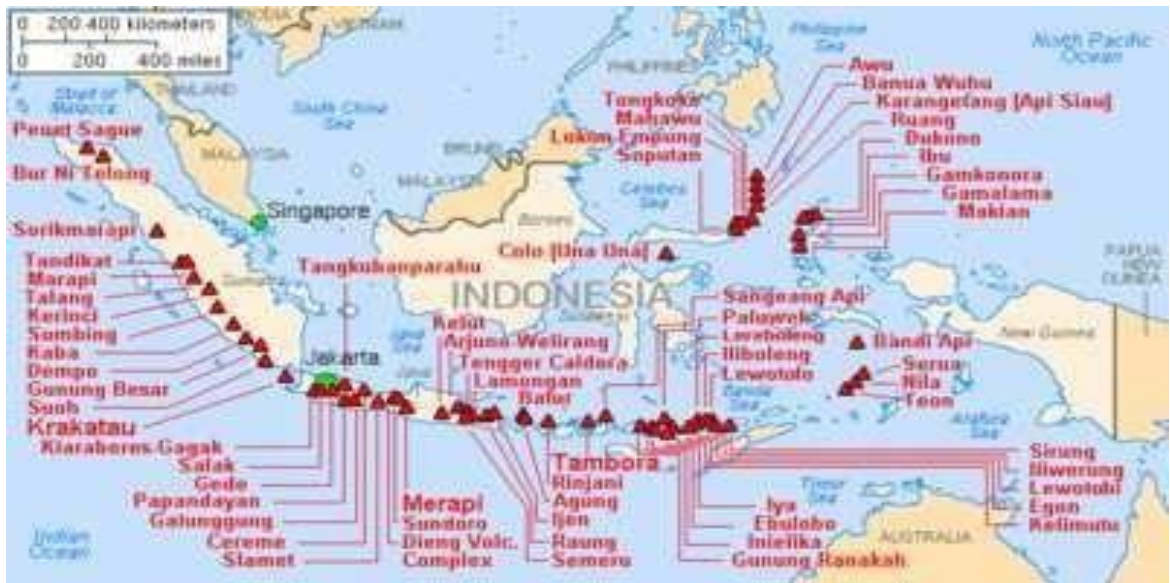 0 200 400 kilometers
0 200 400 miles
CAMBODIA
VIETNAM
THAILAND
Strait of
Malacca
South China
Sea
MALAYSIA
BRUNEI
MALAYSIA
Borneo
PHILIPPINES
Philippine
Sea
North Pacific
Ocean
Celebes
Sea
Singapore
Sumatra
INDONESIA
Jakarta
Java
Sea
Banda
Sea
Timor
Sea
Arafura
Sea
New Guinea
PAPUA
NEW
GUINEA
AUSTRALIA
Indian
Ocean
Peuet Sague
Bur Ni Telong
Sorikmarapi
Tandikat
Marapi
Talang
Kerinci
Sumbing
Kaba
Dempo
Gunung Besar
Suoh
Krakatau
Kiaraberes-Gagak
Salak
Gede
Papandayan
Galunggung
Cereme
Slamet
Tangkubanparahu
Merapi
Sundoro
Dieng Volc.
Complex
Kelut
Arjuno Welirang
Tengger Caldera
Lamongan
Batur
Tambora
Rinjani
Agung
Ijen
Raung
Semeru
Tongkoko
Mahawu
Lokon-Empung
Soputan
Colo [Una Una]
Awu
Banua Wuhu
Karangetang [Api Siau]
Ruang
Dukono
Ibu
Gamkonora
Gamalama
Makian
Sangeang Api
Paluweh
Lereboleng
Iliboleng
Lewotolo
Bandi Api
Serua
Nila
Teon
Iya
Ebulobo
Inielika
Gunung Ranakah
Sirung
Iliwerung
Lewotobi
Egon
Kelimutu